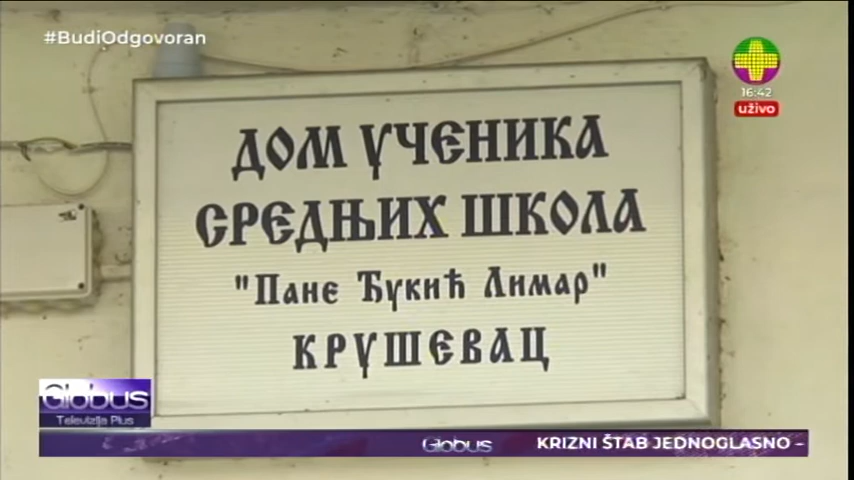 #BudiOdgovoran
16:42
uživo
ДОМ УЧЕНИКА
СРЕДЊИХ ШКОЛА
"Пане Ђукић Лимар"
КРУШЕВАЦ
Globus
Televizija Plus
Globus
KRIZNI ŠTAB JEDNOGLASNO –